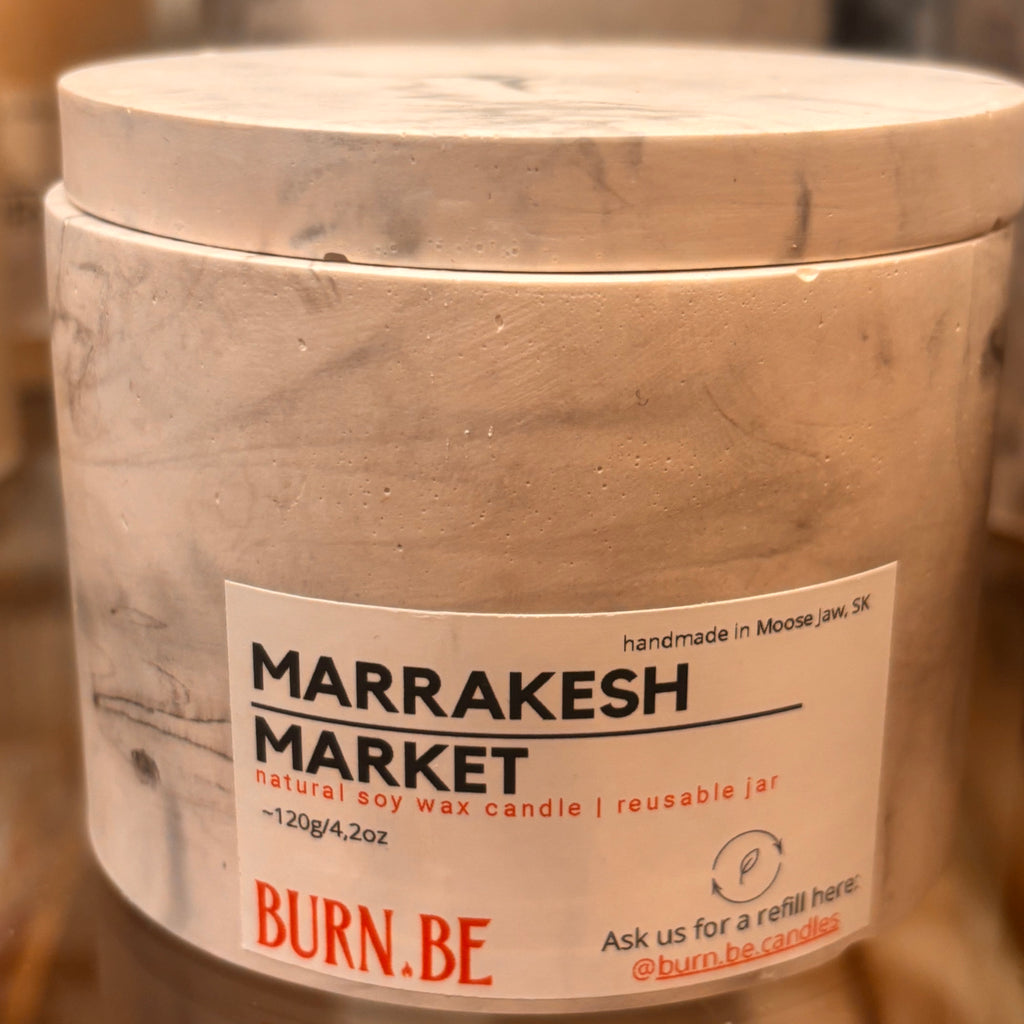 handmade in Moose Jaw, SK
MARRAKESH
MARKET
natural soy wax candle | reusable jar
~120g/4,2oz
BURN.BE
Ask us for a refill here:
@burn.be.candles